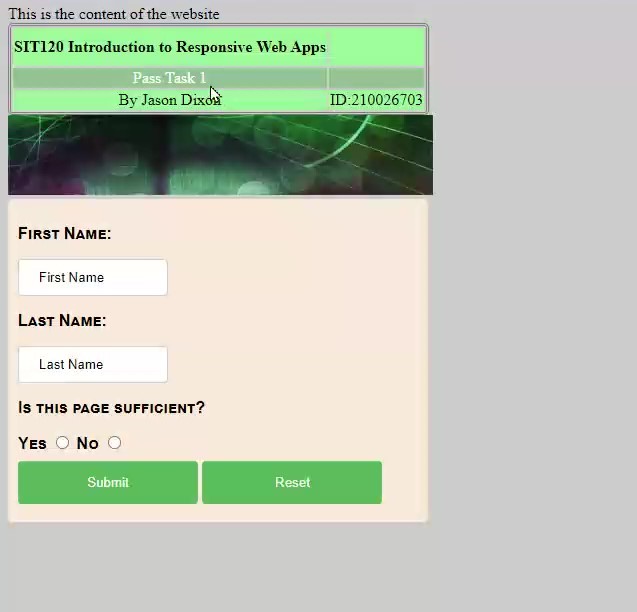 This is the content of the website
SIT120 Introduction to Responsive Web Apps
Pass Task 1
By Jason Dixon ID:210026703
First Name:
First Name
Last Name:
Last Name
Is this page sufficient?
Yes No
Submit Reset